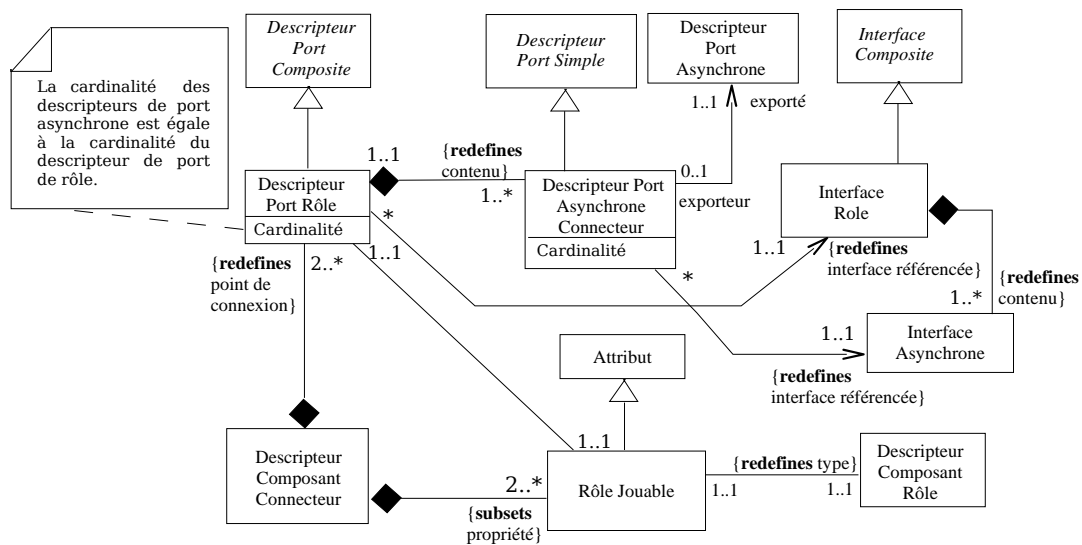 Descripteur
Port
Composite
Descripteur
Port Simple
Descripteur
Port
Asynchrone
Interface
Composite
La cardinalité des
descripteurs de port
asynchrone est égale
à la cardinalité du
descripteur de port
de rôle.
1..1
exporté
1..1
{redefines
contenu}
1..*
0..1
exporteur
Descripteur
Port Rôle
Cardinalité
Descripteur Port
Asynchrone
Connecteur
Cardinalité
Interface
Role
*
1..1
{redefines
point de
connexion}
2..*
1..1
{redefines
interface référencée}
*
{redefines
contenu}
1..*
1..1
Interface
Asynchrone
{redefines
interface référencée}
Attribut
Descripteur
Composant
Connecteur
1..1
2..*
{subsets
propriété}
Rôle Jouable
{redefines type}
1..1
1..1
Descripteur
Composant
Rôle